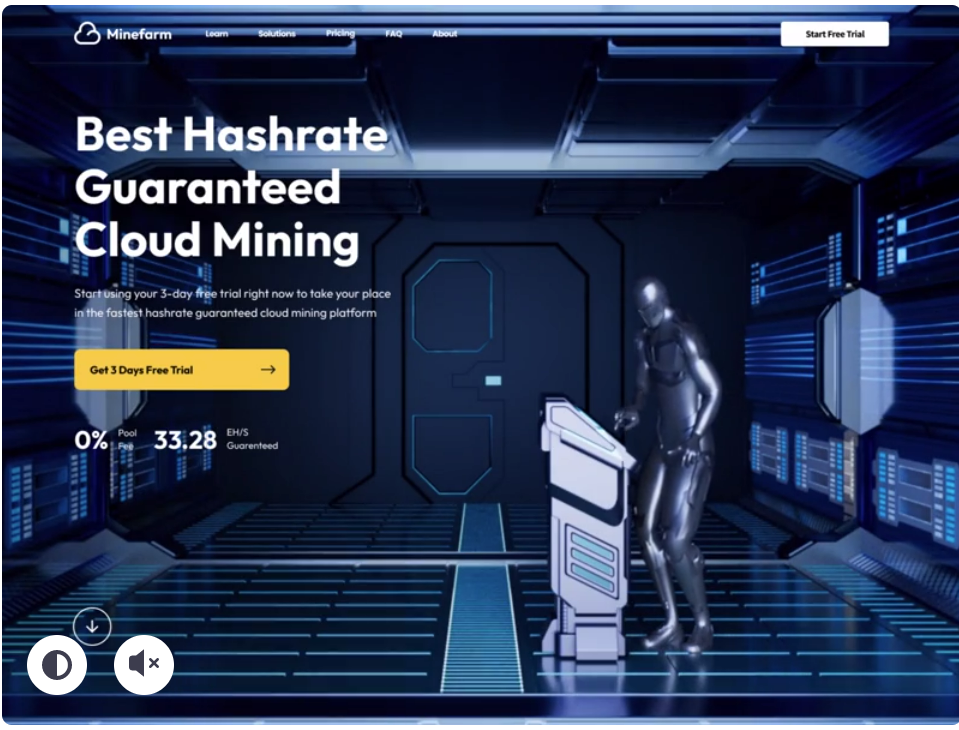 Minefarm
Learn
Solutions
Pricing
FAQ
About
Start Free Trial
Best Hashrate
Guaranteed
Cloud Mining
Start using your 3-day free trial right now to take your place
in the fastest hashrate guaranteed cloud mining platform
Get 3 Days Free Trial
0%
Pool
Fee
33.28
EH/S
Guarenteed